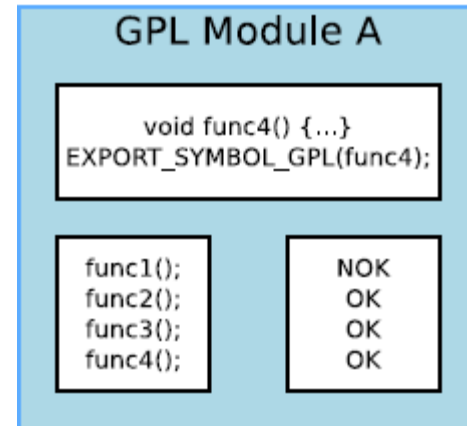 GPL Module A
void func4() {...}
EXPORT_SYMBOL_GPL(func4);
func1();
func2();
func3();
func4();
NOK
OK
OK
OK